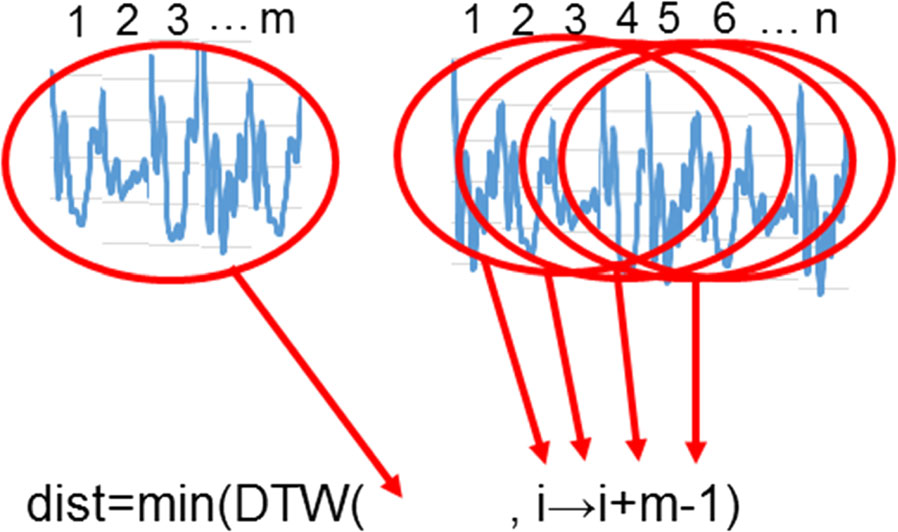 1 2 3 ... m
1 2 3 4 5 6 ... n
dist=min(DTW( , i→i+m-1)